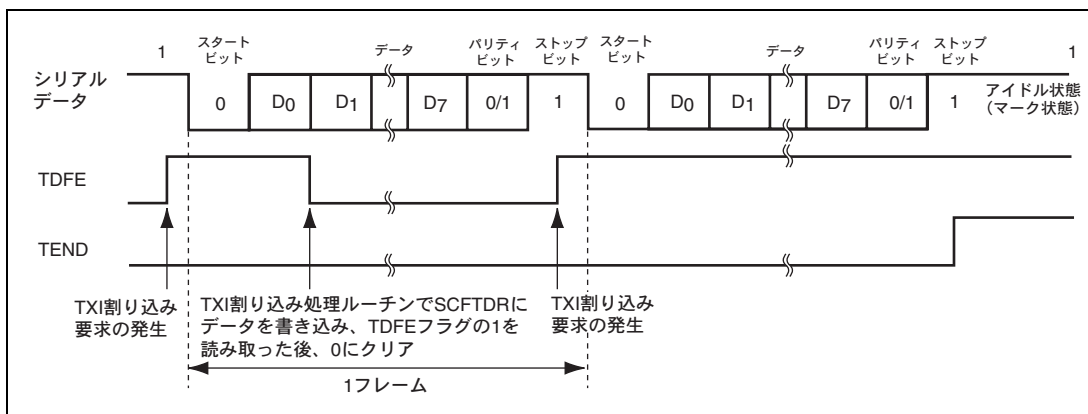 1 スタート データ パリティ ストップ スタート データ パリティ ストップ 1
ビット ビット ビット ビット ビット ビット
シリアル
データ
0 D0 D1 D7 0/1 1 0 D0 D1 D7 0/1 1 アイドル状態
（マーク状態）
TDFE
TEND
TXI割り込み
要求の発生
TXI割り込み処理ルーチンでSCFTDRに
データを書き込み、TDFEフラグの1を
読み取った後、0にクリア
TXI割り込み
要求の発生
1フレーム